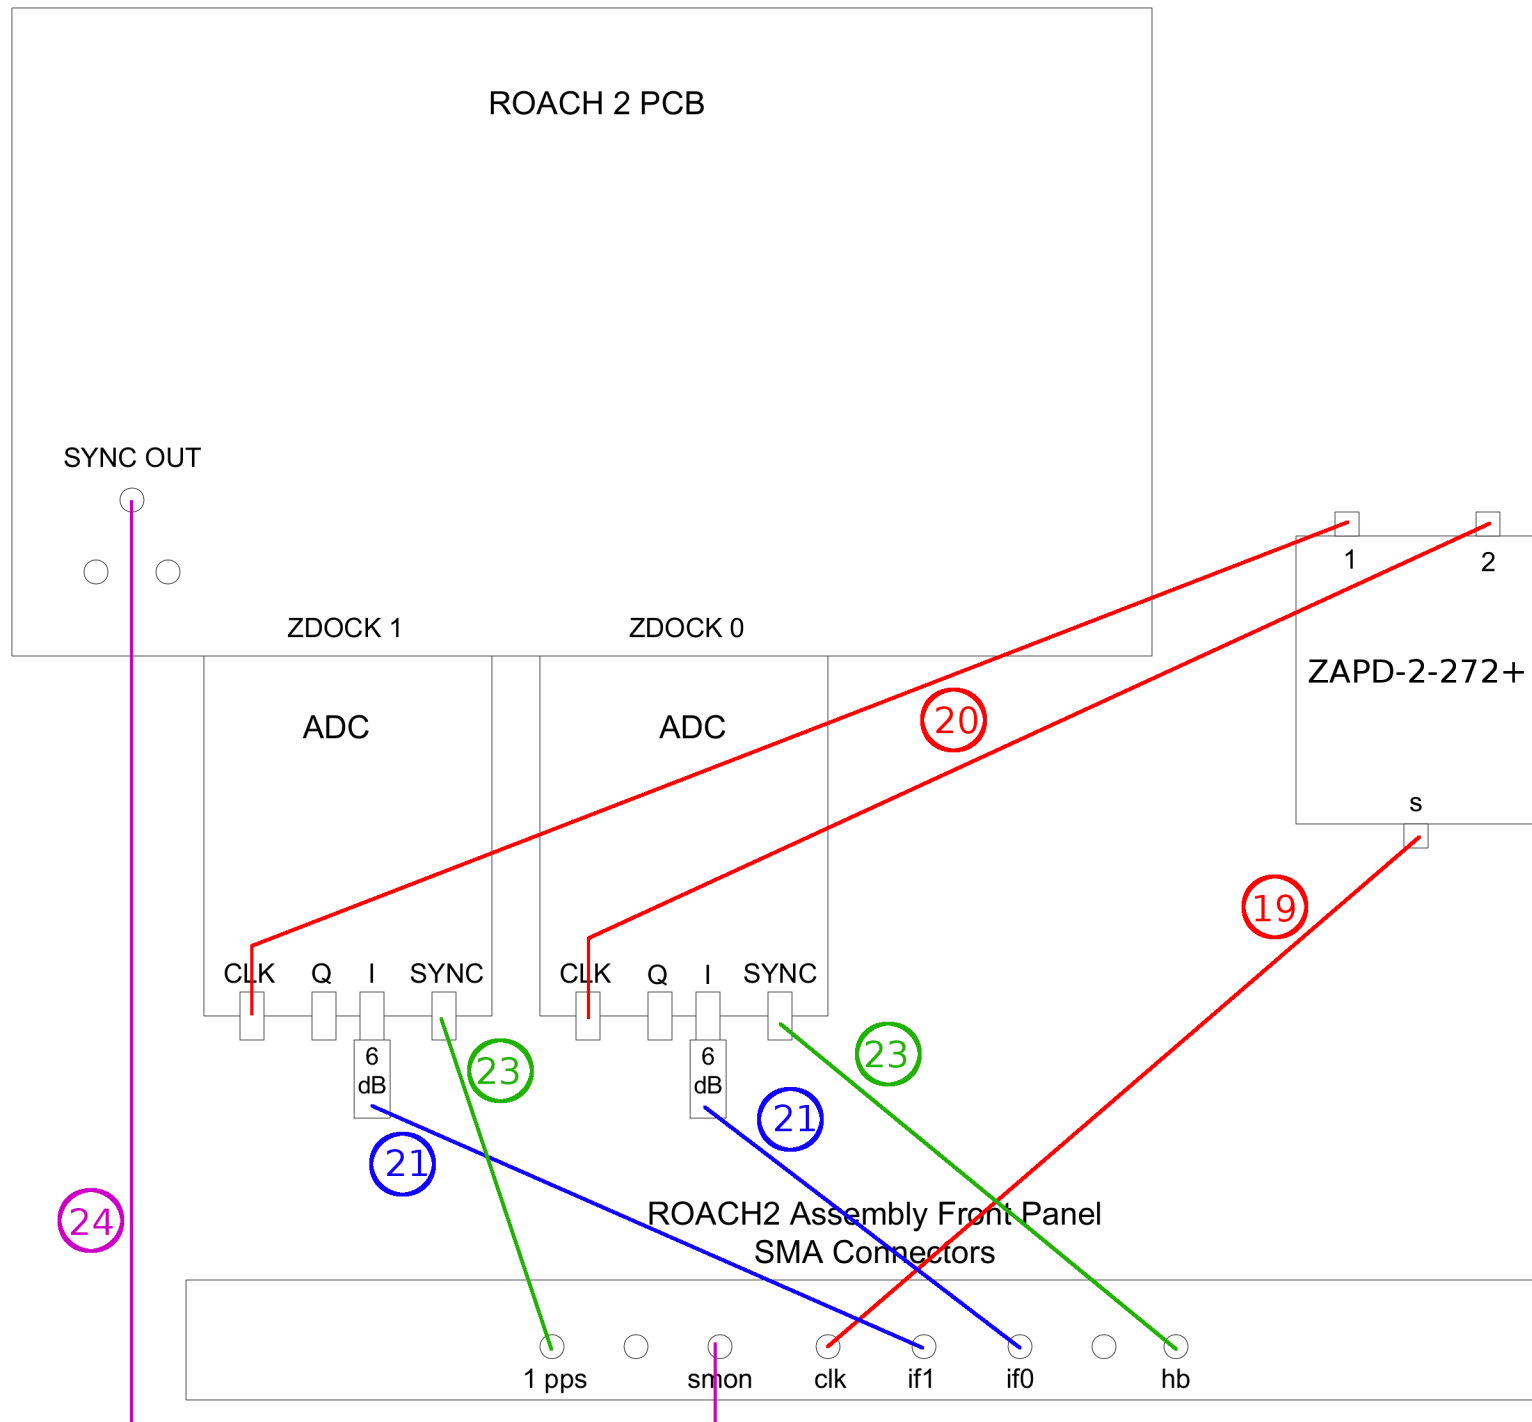 ROACH 2 PCB
SYNC OUT
ZDOCK 1
ZDOCK 0
1
2
ZAPD-2-272+
ADC
ADC
20
s
19
CLK
Q
I
SYNC
CLK
Q
I
SYNC
6
dB
6
dB
23
23
21
21
24
ROACH2 Assembly Front Panel
SMA Connectors
1 pps
smon
clk
if1
if0
hb